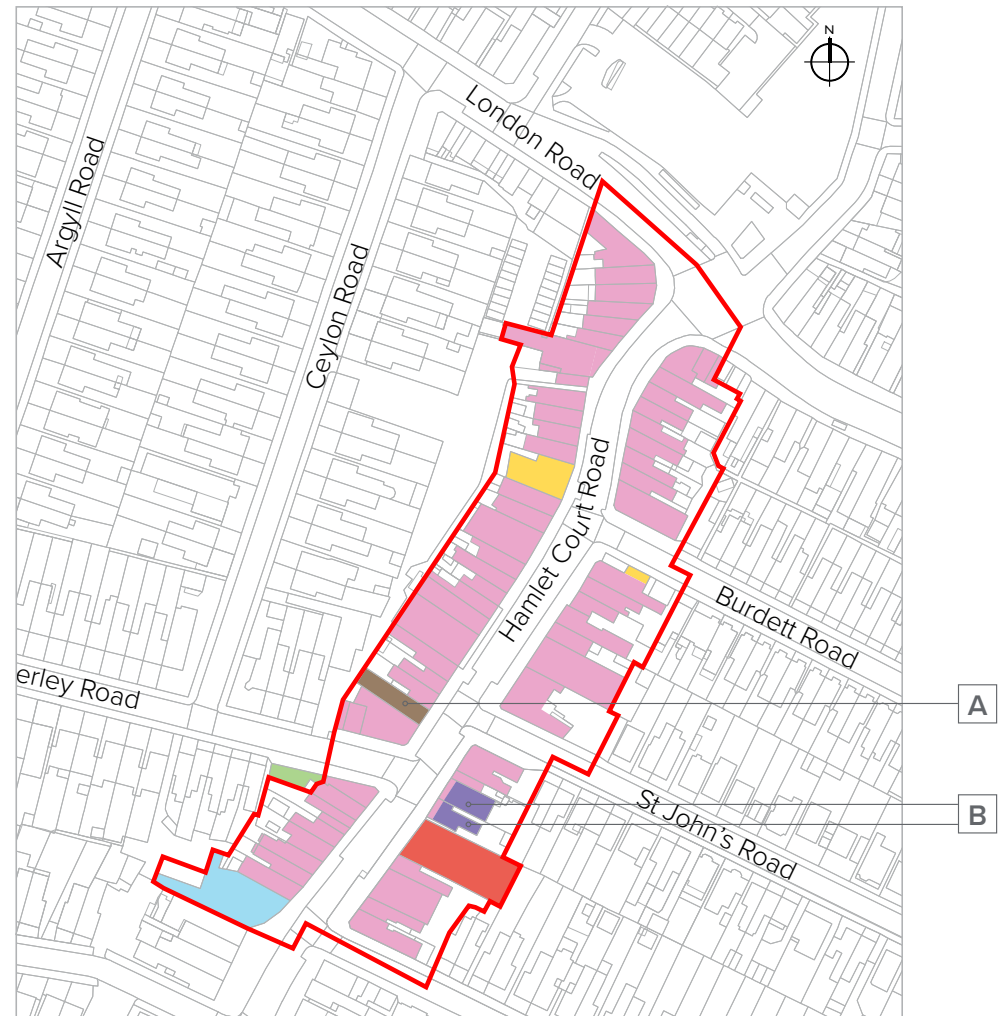 N
London Road
Argyll Road
Ceylon Road
Hamlet Court Road
Burdett Road
erley Road
A
St John's Road
B